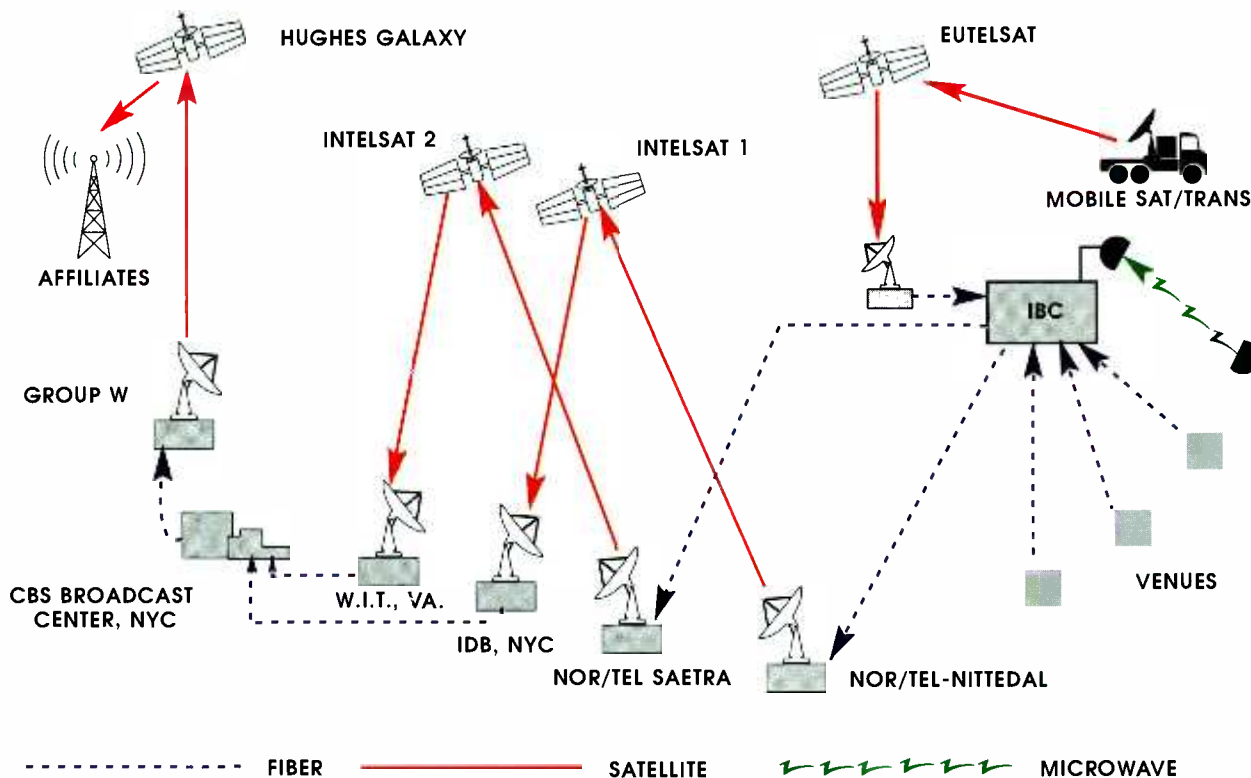 HUGHES GALAXY
EUTELSAT
INTELSAT 2
INTELSAT 1
MOBILE SAT/TRANS
AFFILIATES
IBC
GROUP W
VENUES
CBS BROADCAST
CENTER, NYC
W.I.T., VA.
IDB, NYC
NOR/TEL SAETRA
NOR/TEL-NITTEDAL
FIBER
SATELLITE
MICROWAVE